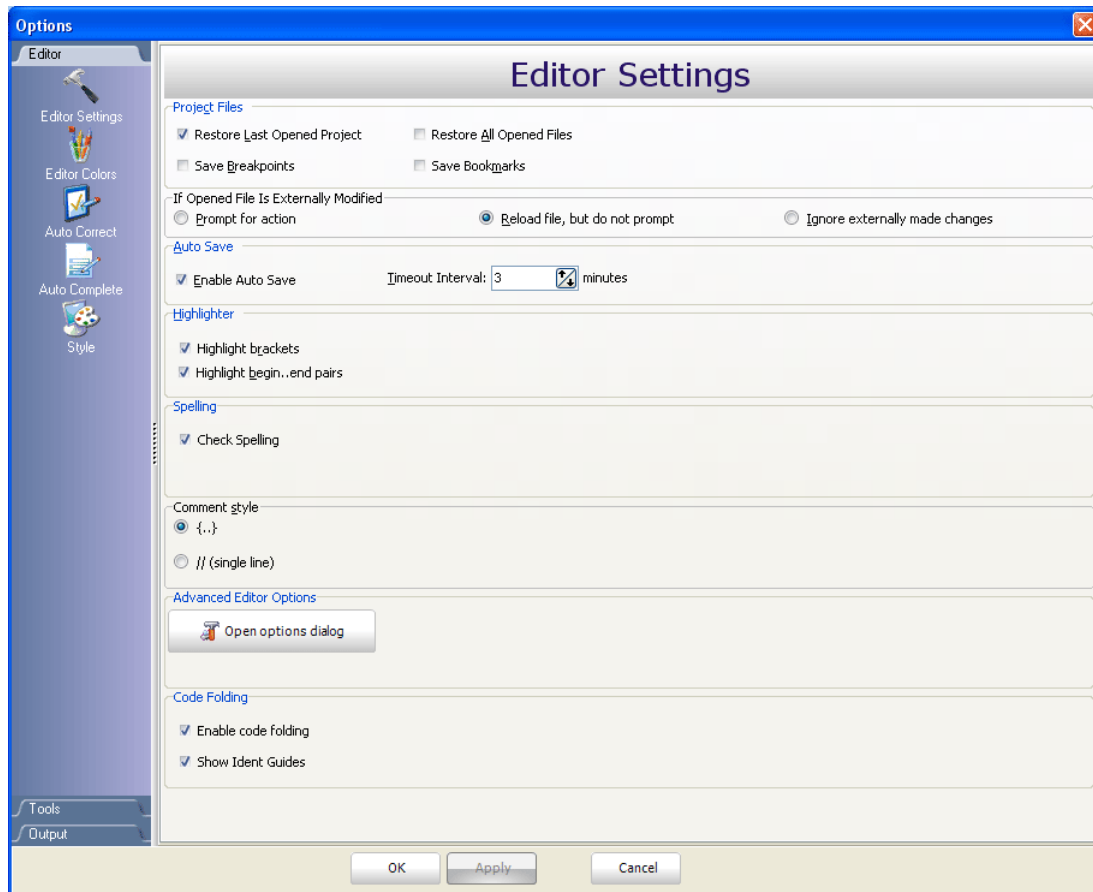 Options
Editor
Editor Settings
Editor Colors
Auto Correct
Auto Complete
Style
Tools
Output
Editor Settings
Project Files
Restore Last Opened Project Restore All Opened Files
Save Breakpoints Save Bookmarks
If Opened File Is Externally Modified
Prompt for action Reload file, but do not prompt Ignore externally made changes
Auto Save
Enable Auto Save Timeout Interval: 3 minutes
Highlighter
Highlight brackets
Highlight begin..end pairs
Spelling
Check Spelling
Comment style
{..}
// (single line)
Advanced Editor Options
Open options dialog
Code Folding
Enable code folding
Show Ident Guides
OK Apply Cancel